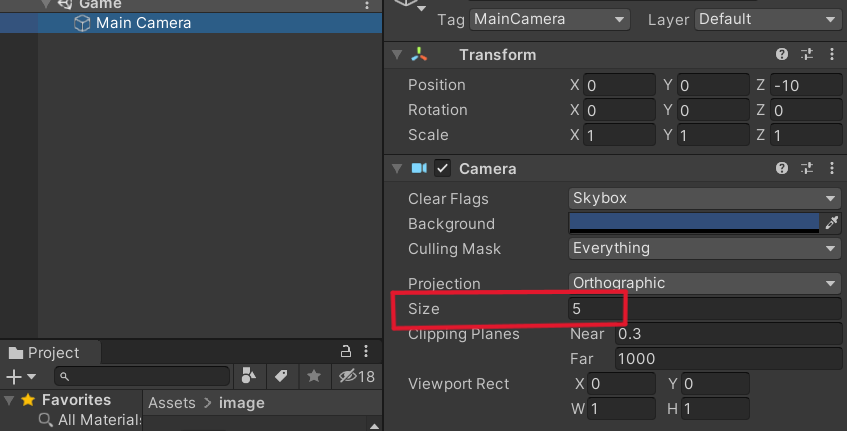 Game
Main Camera
Tag MainCamera Layer Default
Transform
Position X 0 Y 0 Z -10
Rotation X 0 Y 0 Z 0
Scale X 1 Y 1 Z 1
Camera
Clear Flags Skybox
Background
Culling Mask Everything
Projection Orthographic
Size 5
Clipping Planes Near 0.3
Far 1000
Viewport Rect X 0 Y 0
W 1 H 1
Project
18
Favorites
All Materials
Assets > image